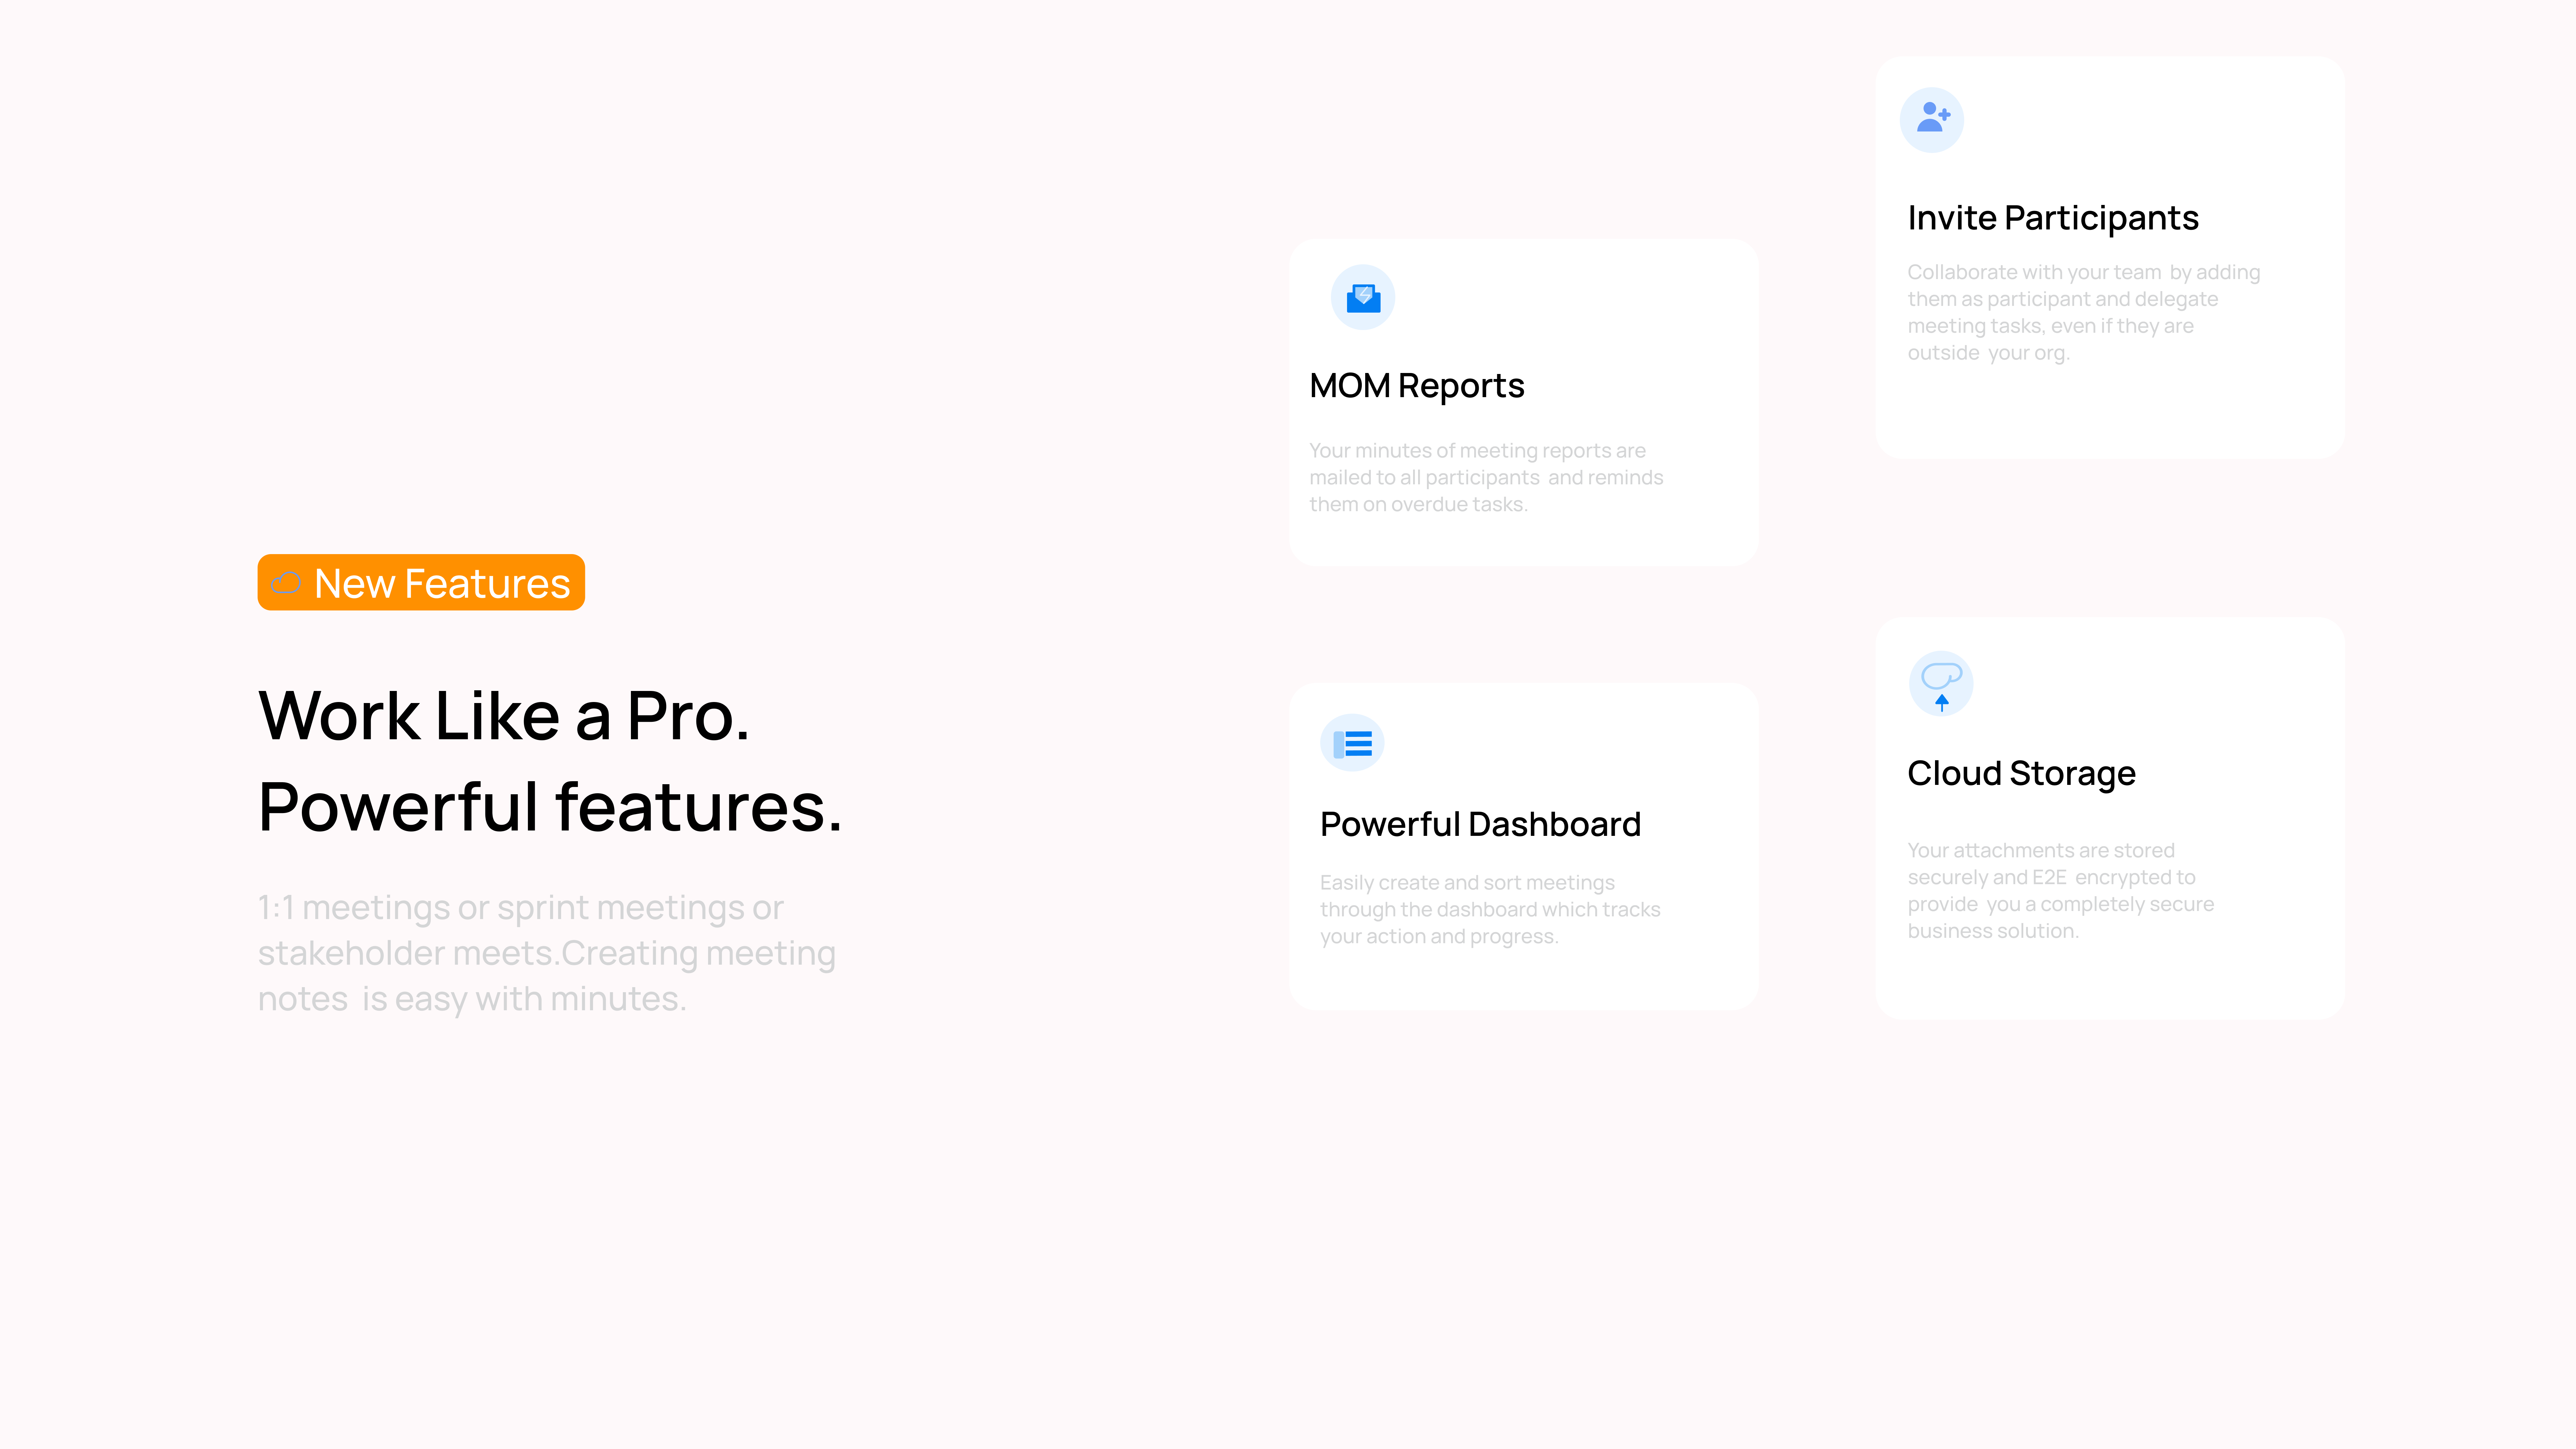 New Features
Work Like a Pro.
Powerful features.
1:1 meetings or sprint meetings or
stakeholder meets.Creating meeting
notes  is easy with minutes.
MOM Reports
Your minutes of meeting reports are
mailed to all participants  and reminds
them on overdue tasks.
Powerful Dashboard
Easily create and sort meetings
through the dashboard which tracks
your action and progress.
Invite Participants
Collaborate with your team  by adding
them as participant and delegate
meeting tasks, even if they are
outside  your org.
Cloud Storage
Your attachments are stored
securely and E2E  encrypted to
provide  you a completely secure
business solution.